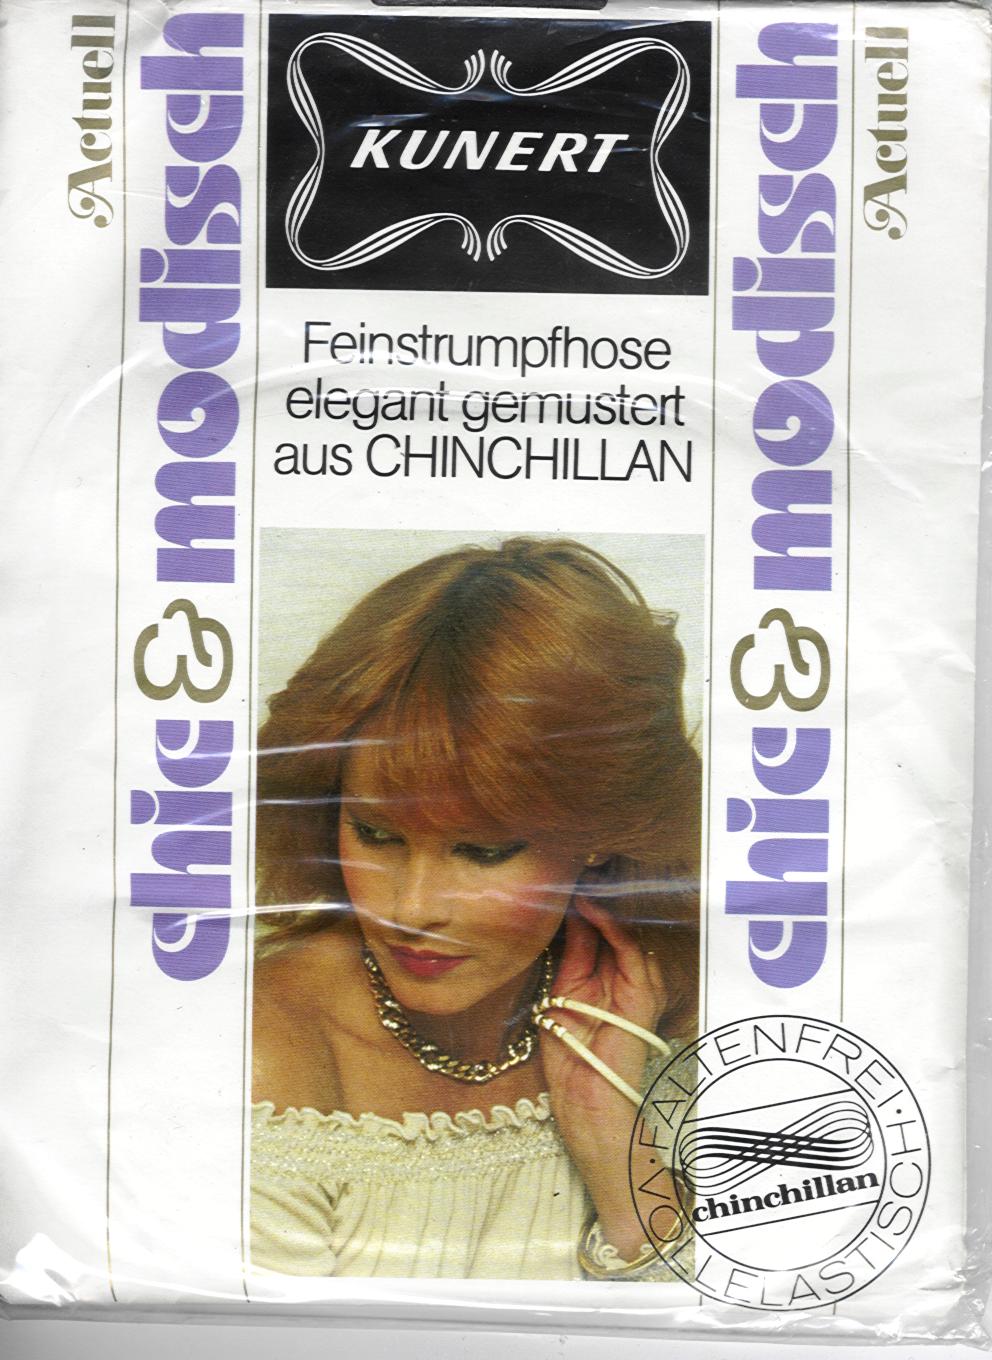 Actuell
chic & modisch
KUNERT
Feinstrumpfhose
elegant gemustert
aus CHINCHILLAN
chic & modisch
Actuell
FALTENFREI · VOLLELASTISCH ·
chinchillan